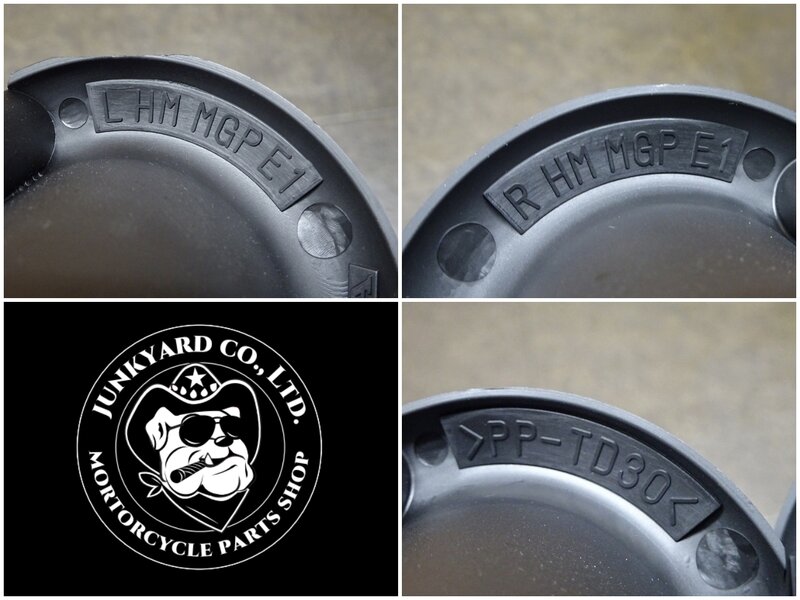 L HM MGP E1
R HM MGP E1
JUNKYARD CO., LTD.
MORTORCYCLE PARTS SHOP
>PP-TD30<